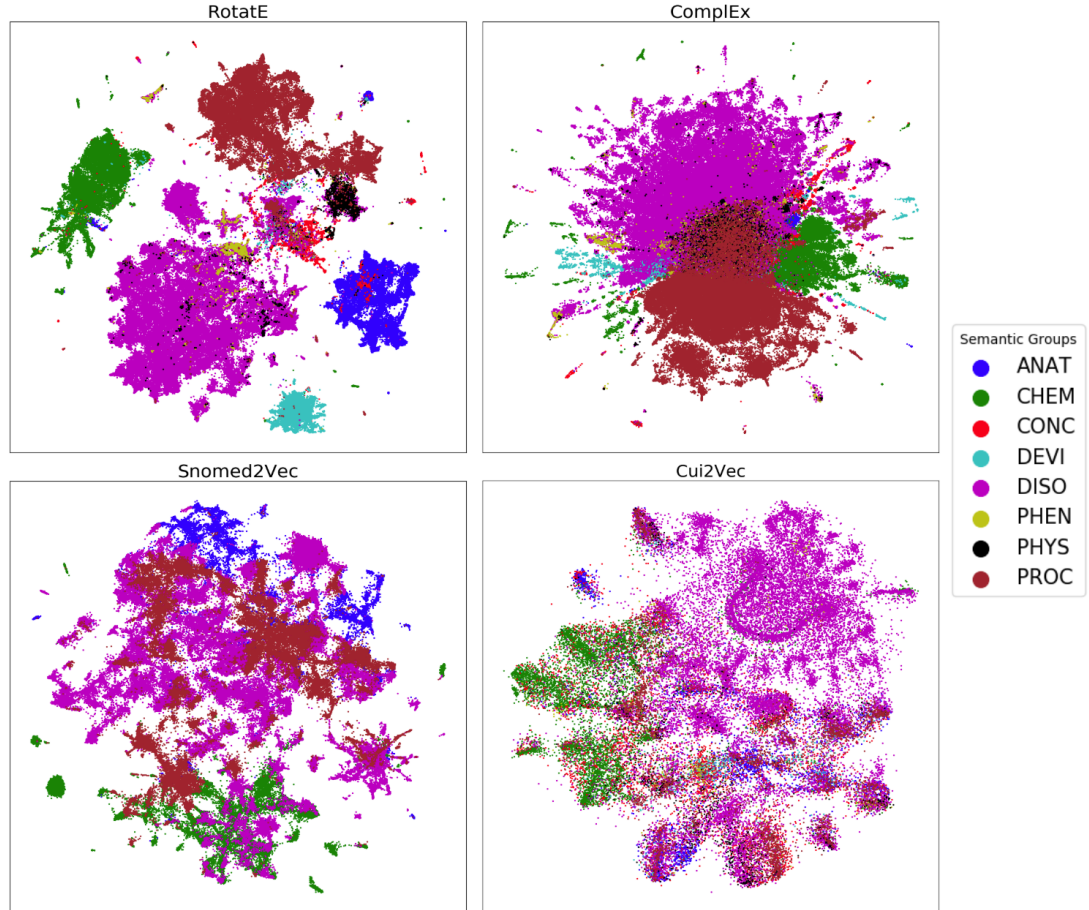 RotatE
ComplEx
Snomed2Vec
Cui2Vec
Semantic Groups
ANAT
CHEM
CONC
DEVI
DISO
PHEN
PHYS
PROC